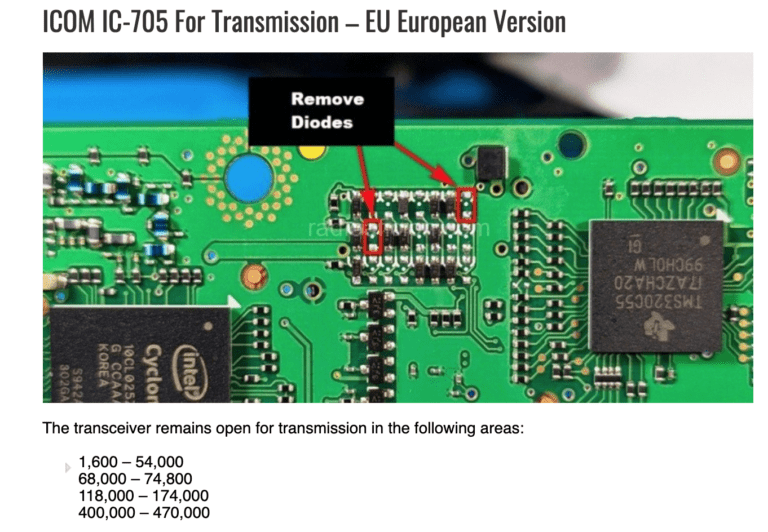 ICOM IC-705 For Transmission – EU European Version
Remove
Diodes
TMS320C55
17AZCHA20
99CH0LW
G1
intel
Cyclon
10CL025
G CCAA
KOREA
The transceiver remains open for transmission in the following areas:
1,600 – 54,000
68,000 – 74,800
118,000 – 174,000
400,000 – 470,000